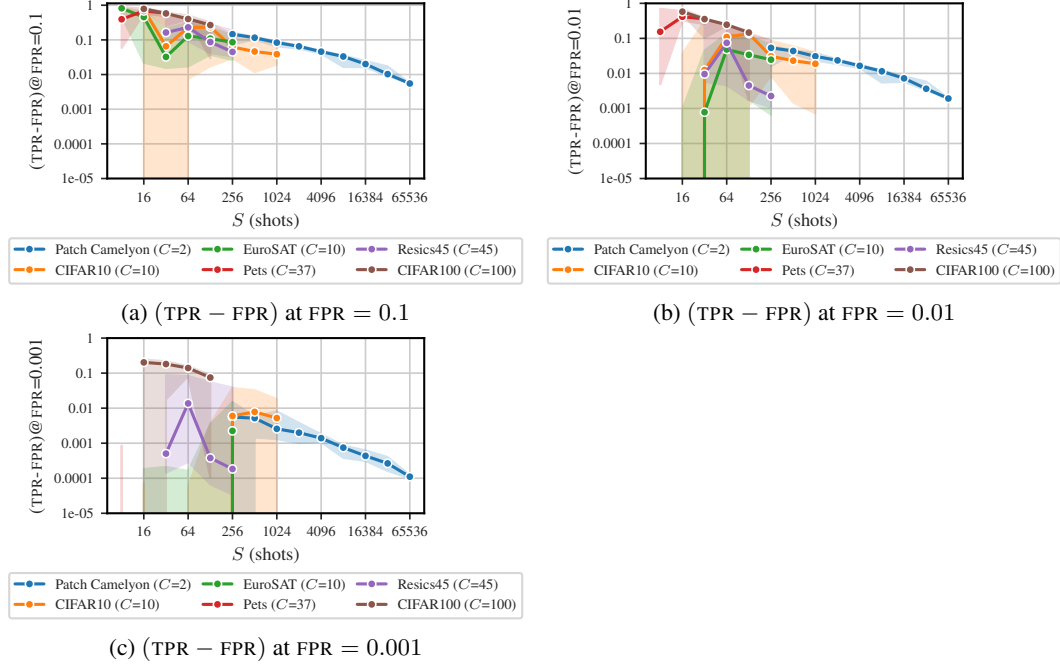 (TPR-FPR)@FPR=0.1
1
0.1
0.01
0.001
0.0001
1e-05
16 64 256 1024 4096 16384 65536
S (shots)
Patch Camelyon (C=2) EuroSAT (C=10) Resics45 (C=45)
CIFAR10 (C=10) Pets (C=37) CIFAR100 (C=100)
(a) (TPR − FPR) at FPR = 0.1
(TPR-FPR)@FPR=0.01
1
0.1
0.01
0.001
0.0001
1e-05
16 64 256 1024 4096 16384 65536
S (shots)
Patch Camelyon (C=2) EuroSAT (C=10) Resics45 (C=45)
CIFAR10 (C=10) Pets (C=37) CIFAR100 (C=100)
(b) (TPR − FPR) at FPR = 0.01
(TPR-FPR)@FPR=0.001
1
0.1
0.01
0.001
0.0001
1e-05
16 64 256 1024 4096 16384 65536
S (shots)
Patch Camelyon (C=2) EuroSAT (C=10) Resics45 (C=45)
CIFAR10 (C=10) Pets (C=37) CIFAR100 (C=100)
(c) (TPR − FPR) at FPR = 0.001